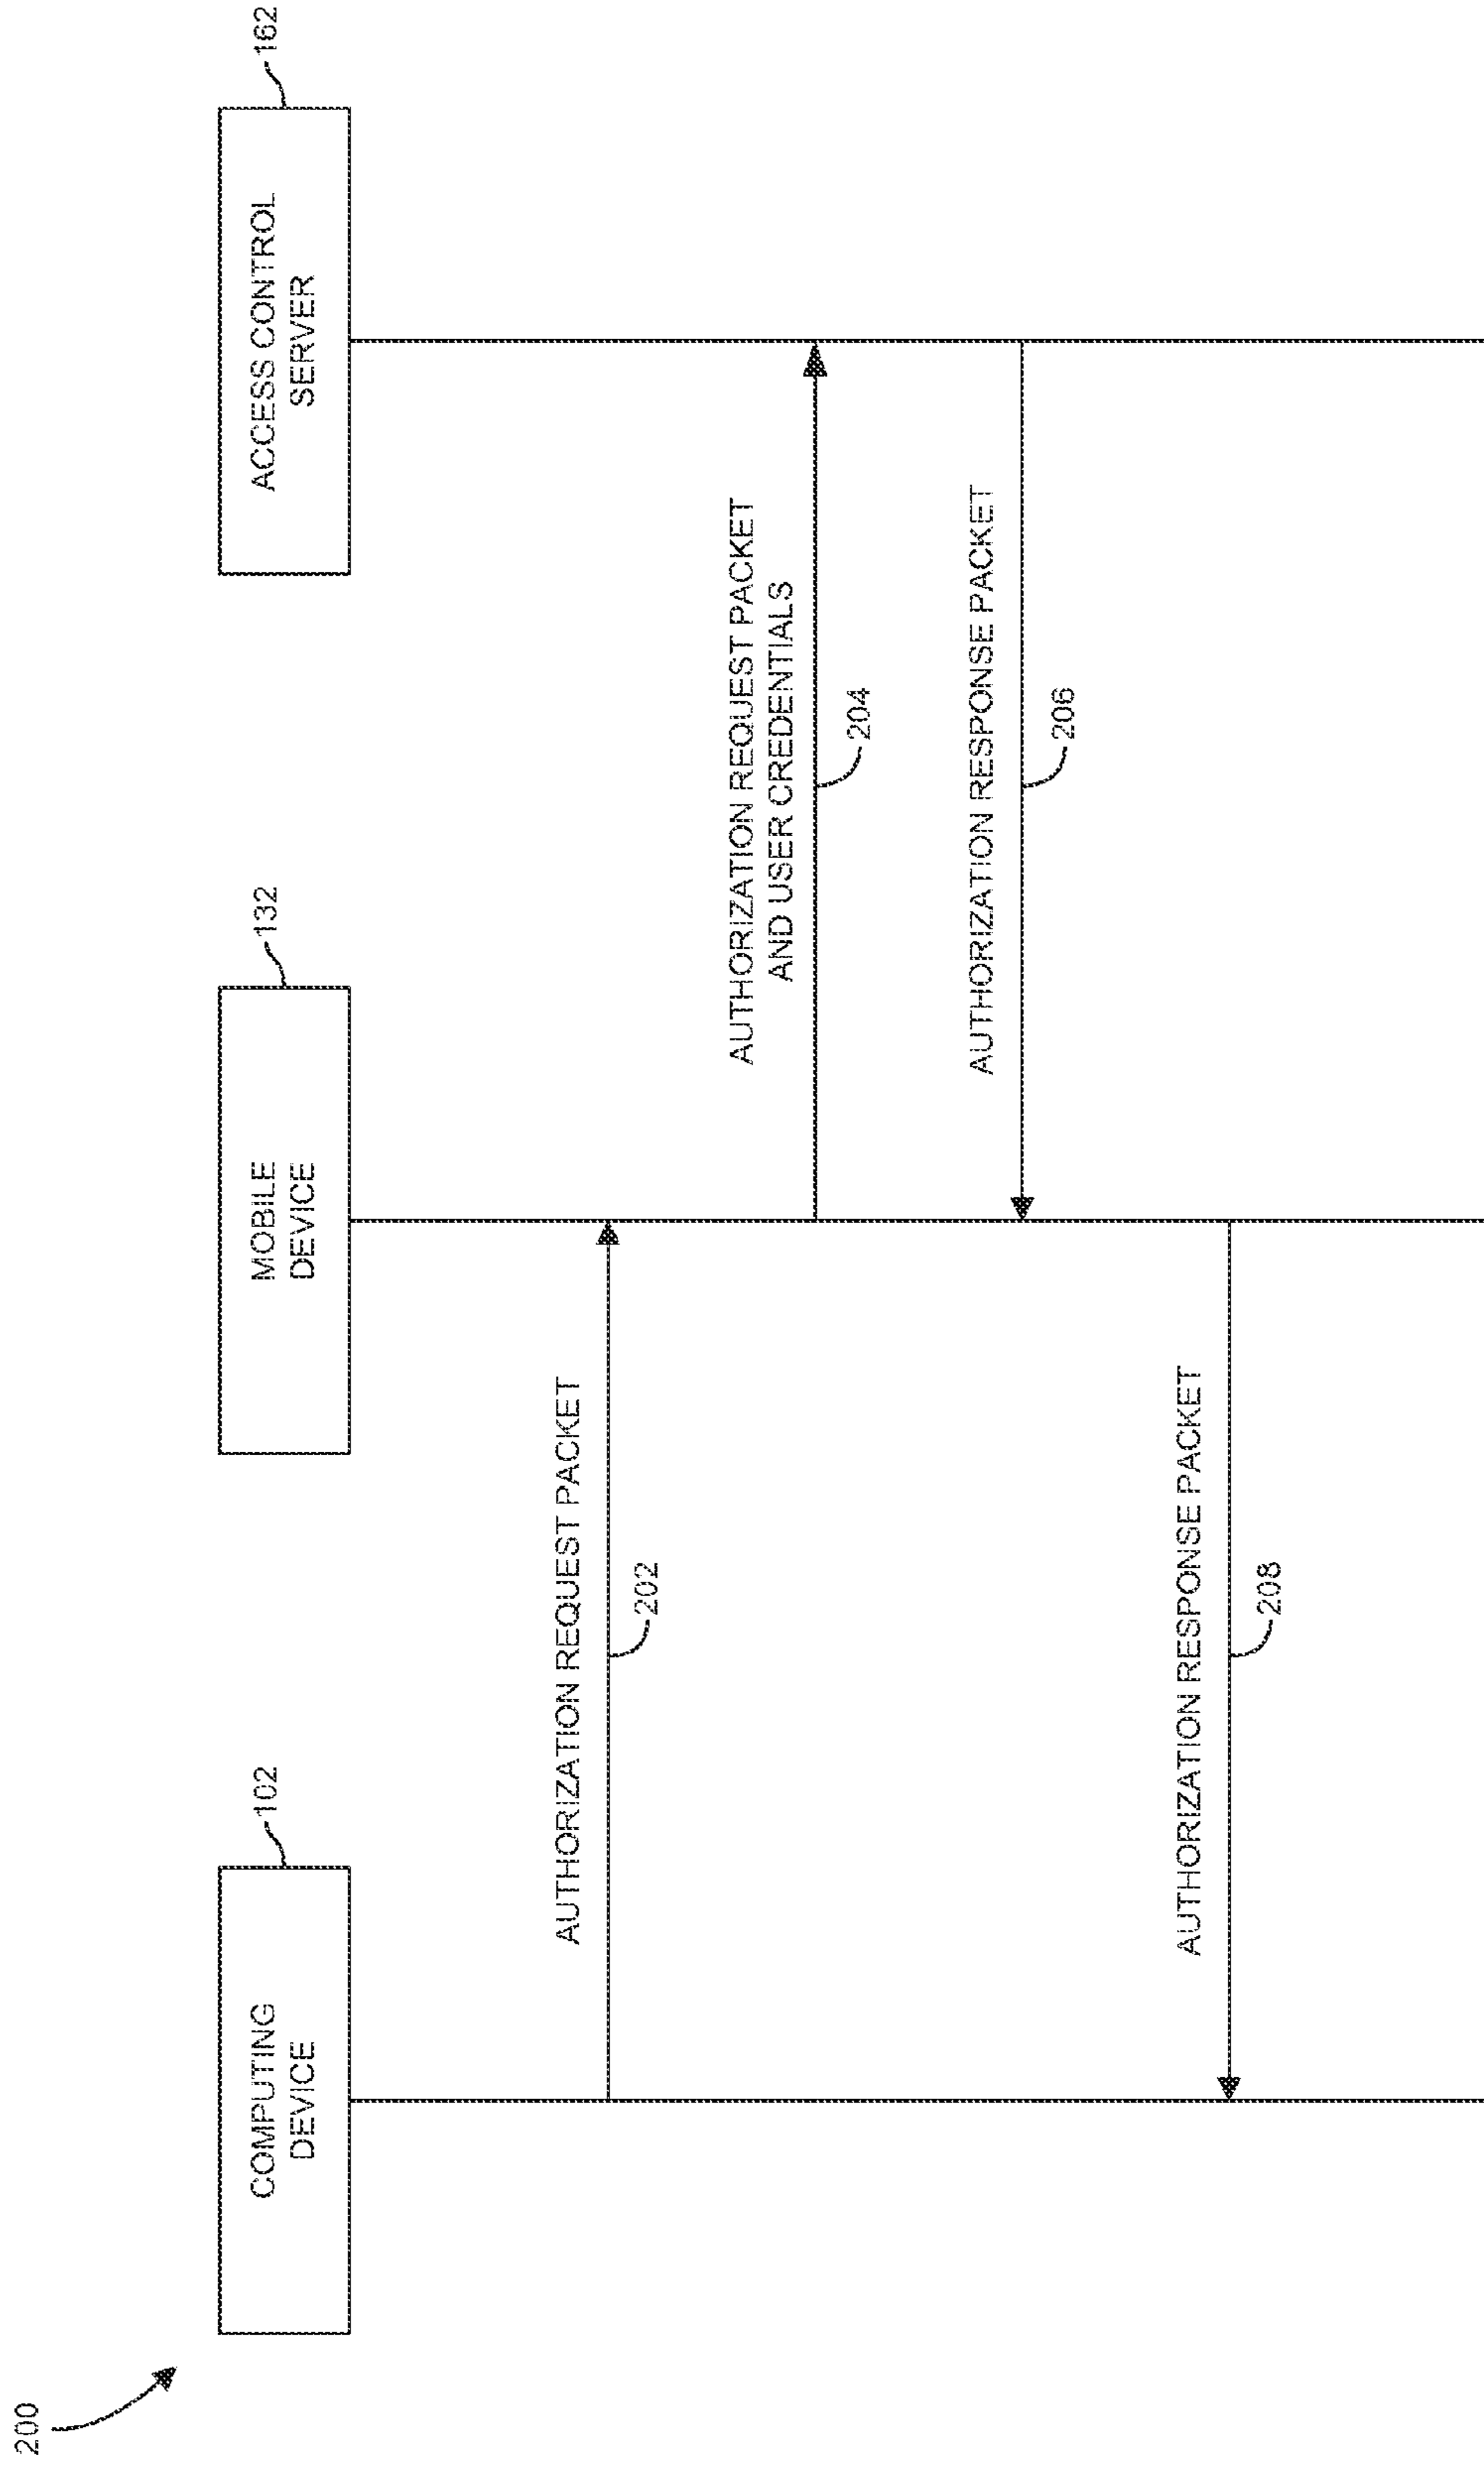 200
COMPUTING
DEVICE
102
MOBILE
DEVICE
132
ACCESS CONTROL
SERVER
162
AUTHORIZATION REQUEST PACKET
202
AUTHORIZATION REQUEST PACKET
AND USER CREDENTIALS
204
AUTHORIZATION RESPONSE PACKET
206
AUTHORIZATION RESPONSE PACKET
208